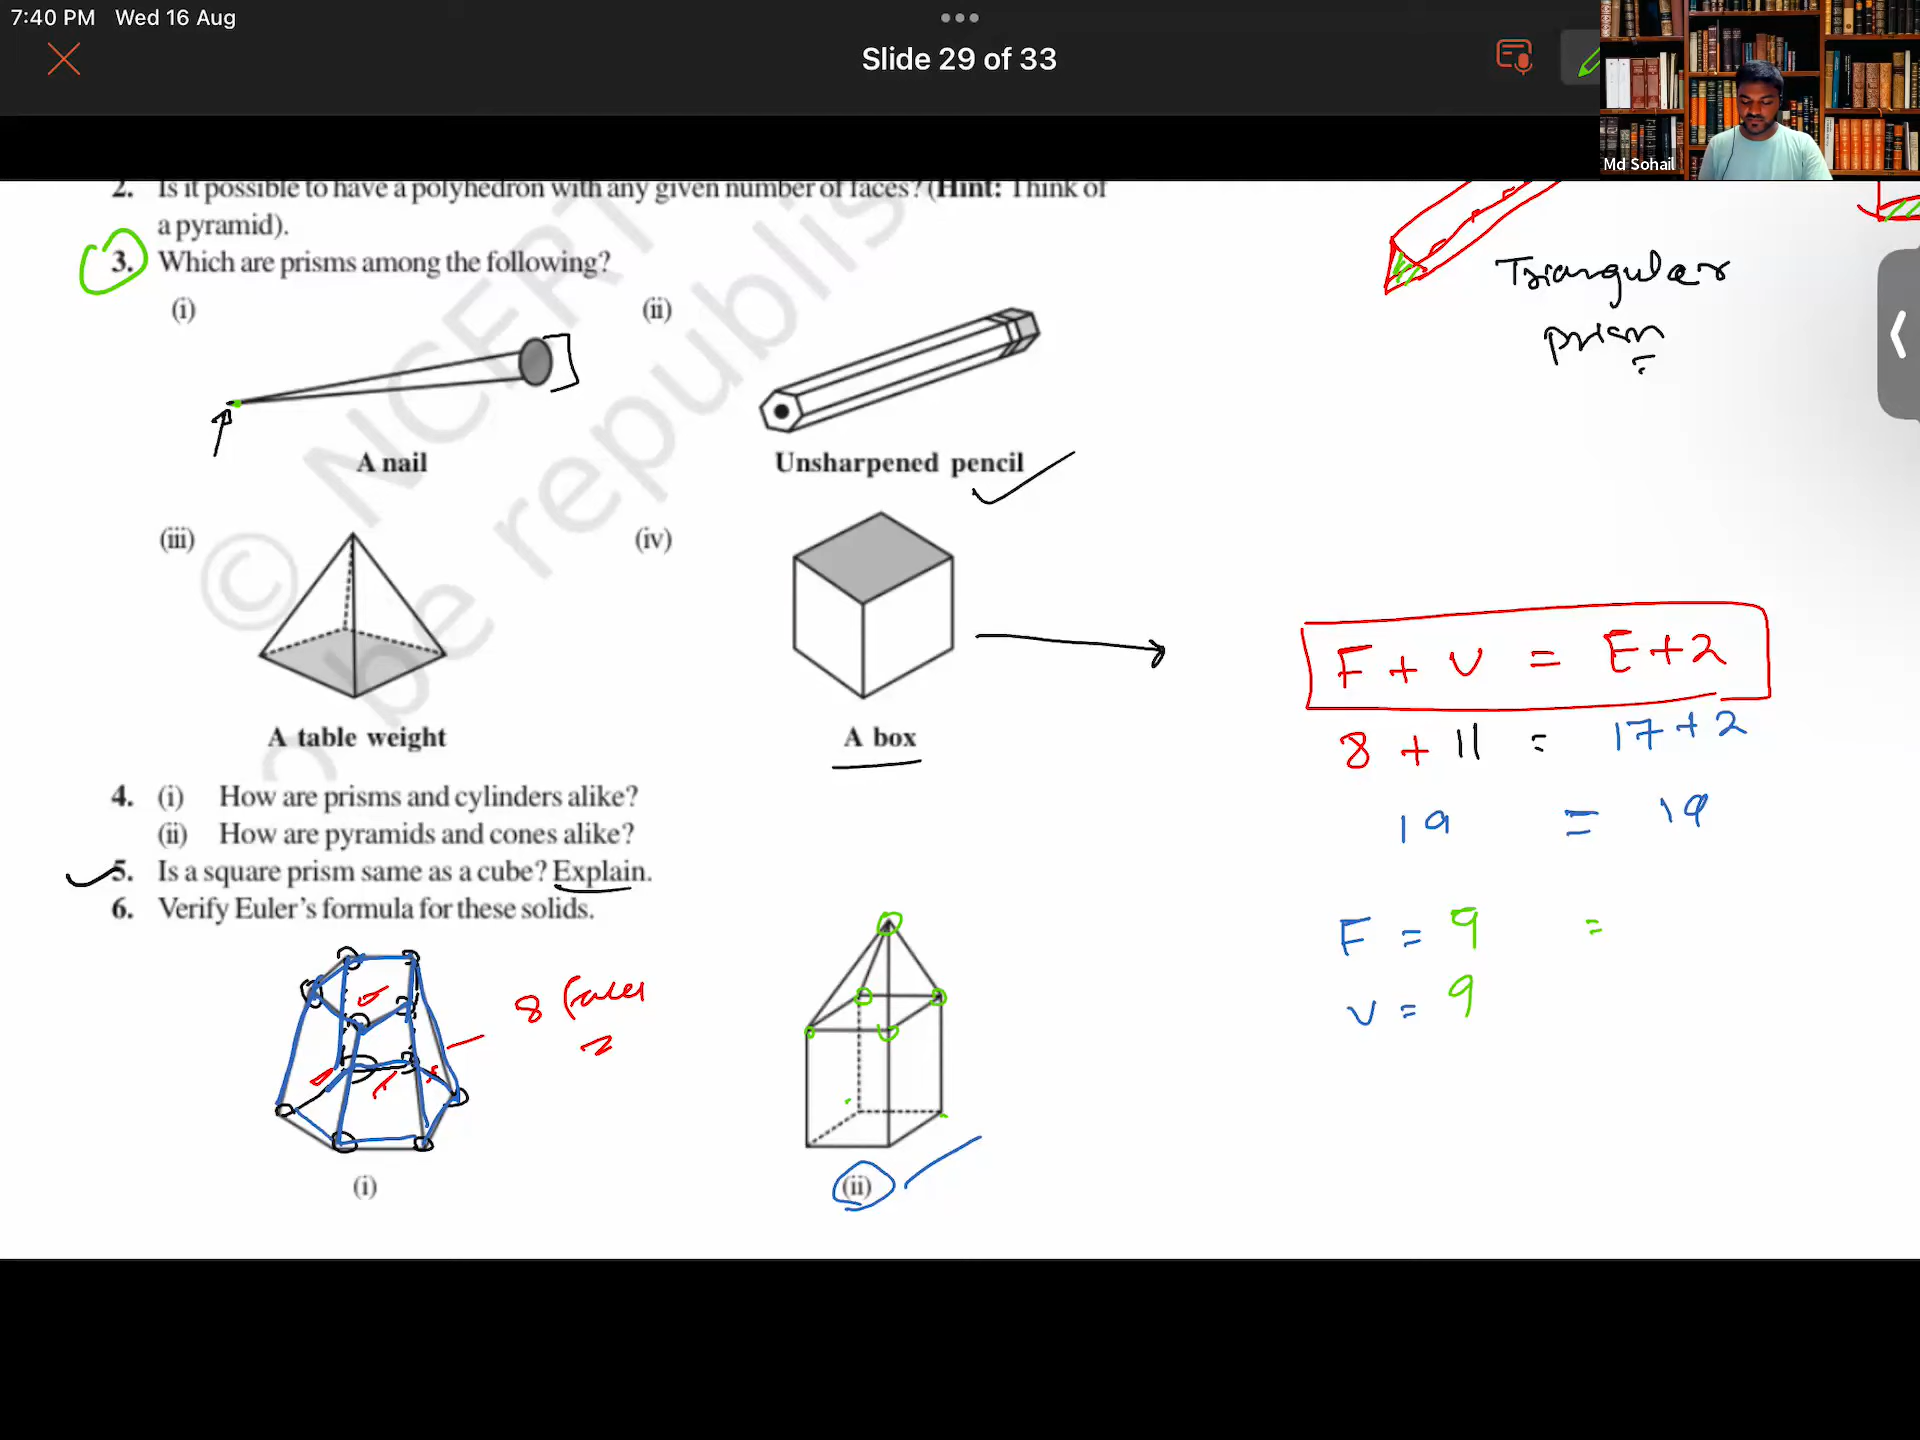 7:40 PM Wed 16 Aug
Slide 29 of 33
Md Sohail
2. Is it possible to have a polyhedron with any given number of faces? (Hint: Think of
a pyramid).
3. Which are prisms among the following?
(i) (ii)
A nail Unsharpened pencil
(iii) (iv)
A table weight A box
4. (i) How are prisms and cylinders alike?
(ii) How are pyramids and cones alike?
5. Is a square prism same as a cube? Explain.
6. Verify Euler's formula for these solids.
8 faces
(i) (ii)
© NCERT
be republis
Triangular
prism
F + V = E + 2
8 + 11 = 17 + 2
19 = 19
F = 9 =
V = 9